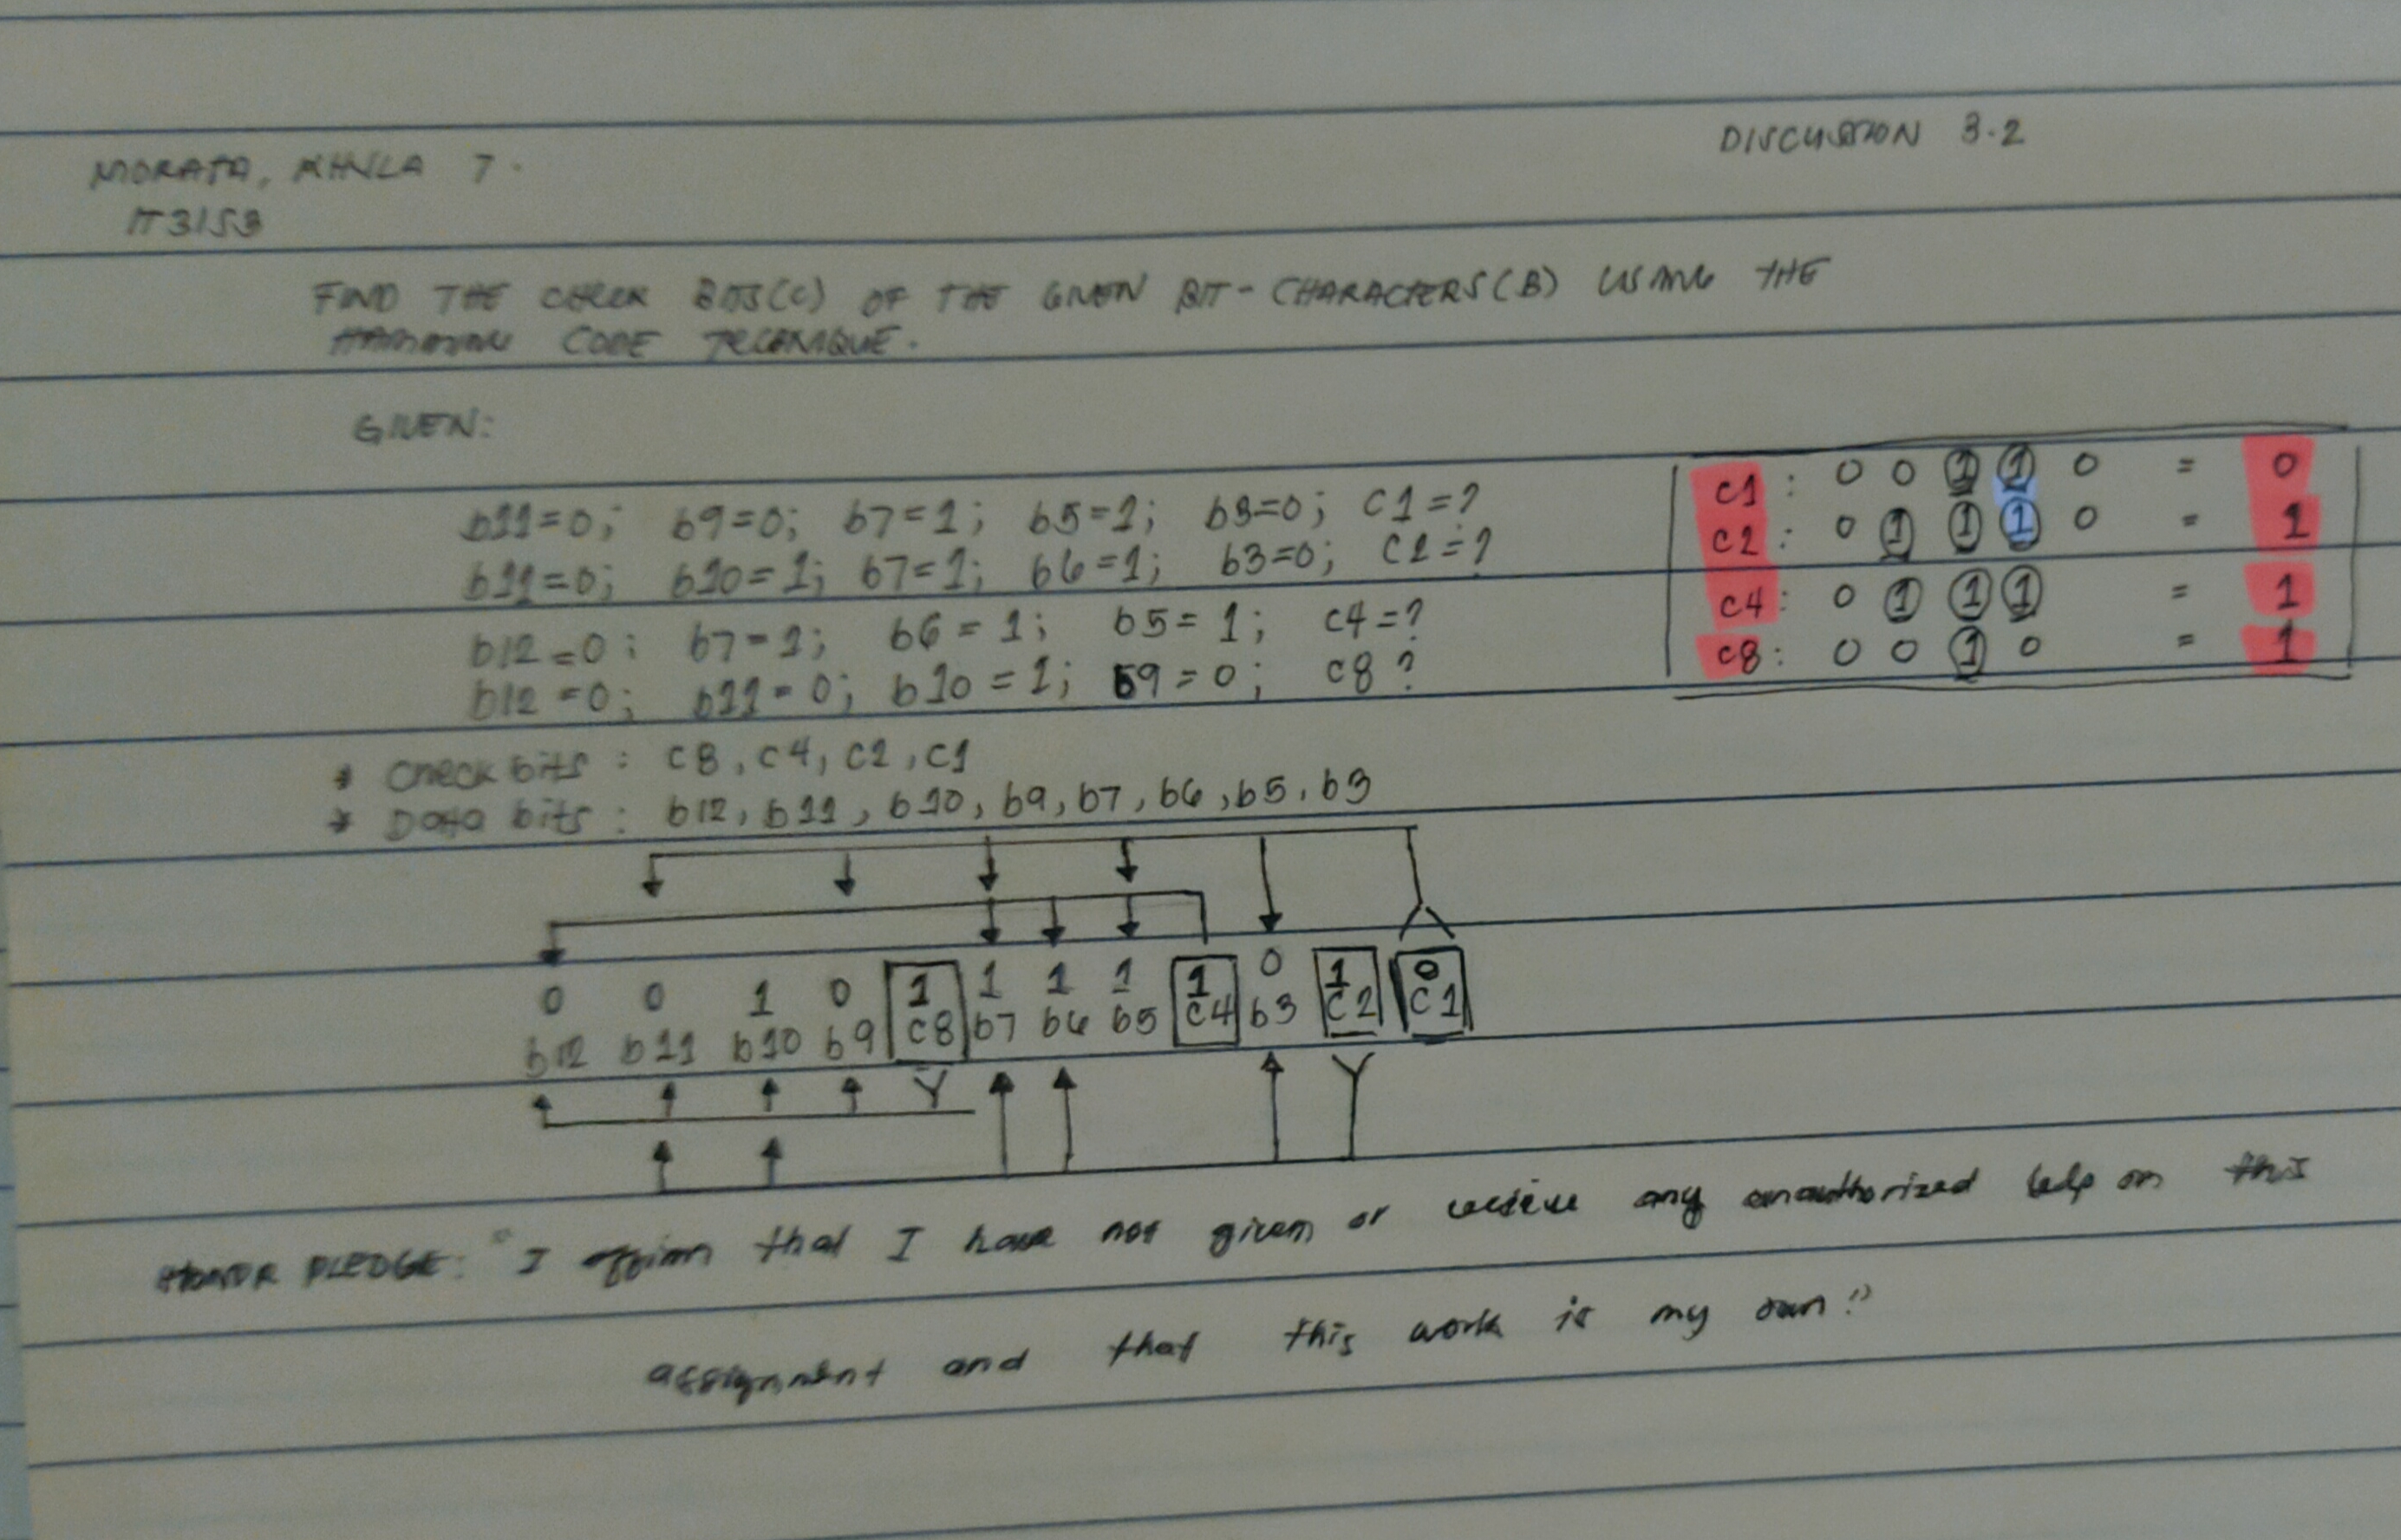 DISCUSSION 3.2
MORATA, 7.
IT3153
FIND THE CHECK BITS(C) OF THE GIVEN BIT-CHARACTERS(B) USING THE
HAMMING CODE TECHNIQUE.
GIVEN:
b11=0; b9=0; b7=1; b5=1; b3=0; C1=?
b11=0; b10=1; b7=1; b6=1; b3=0; C2=?
b12=0; b7=1; b6=1; b5=1; C4=?
b12=0; b11=0; b10=1; b9=0; C8?
C1: 0 0 1 1 0 = 0
C2: 0 1 1 1 0 = 1
C4: 0 1 1 1 = 1
C8: 0 0 1 0 = 1
* Check bits: C8, C4, C2, C1
* Data bits: b12, b11, b10, b9, b7, b6, b5, b3
0 0 1 0 1 1 1 1 1 0 1 0
b12 b11 b10 b9 C8 b7 b6 b5 C4 b3 C2 C1
HONOR PLEDGE: "I affirm that I have not given or receive any unauthorized help on this
assignment and that this work is my own."